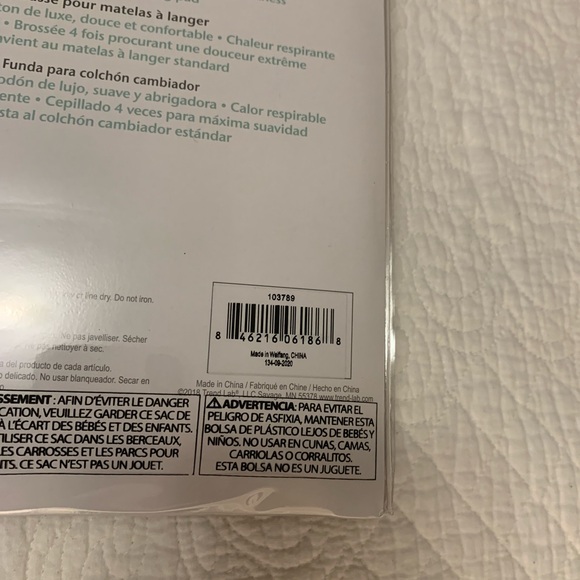 pour matelas à langer
ton de luxe, douce et confortable • Chaleur respirante
• Brossée 4 fois procurant une douceur extrême
nvient au matelas à langer standard
Funda para colchón cambiador
odón de lujo, suave y abrigadora • Calor respirable
ente • Cepillado 4 veces para máxima suavidad
sta al colchón cambiador estándar
line dry. Do not iron.
Ne pas javelliser. Sécher
nettoyer à sec.
a del producto de cada artículo.
o delicado. No usar blanqueador. Secar en
103789
8 46216 06186 8
Made in Weifang, CHINA
134-09-2020
Made in China / Fabriqué en Chine / Hecho en China
©2018 Trend Lab®, LLC Savage, MN 55378 www.trend-lab.com
SSEMENT : AFIN D'ÉVITER LE DANGER
CATION, VEUILLEZ GARDER CE SAC DE
À L'ÉCART DES BÉBÉS ET DES ENFANTS.
TILISER CE SAC DANS LES BERCEAUX,
LES CARROSSES ET LES PARCS POUR
ITS. CE SAC N'EST PAS UN JOUET.
⚠ ADVERTENCIA: PARA EVITAR EL
PELIGRO DE ASFIXIA, MANTENER ESTA
BOLSA DE PLÁSTICO LEJOS DE BEBÉS Y
NIÑOS. NO USAR EN CUNAS, CAMAS,
CARRIOLAS O CORRALITOS.
ESTA BOLSA NO ES UN JUGUETE.